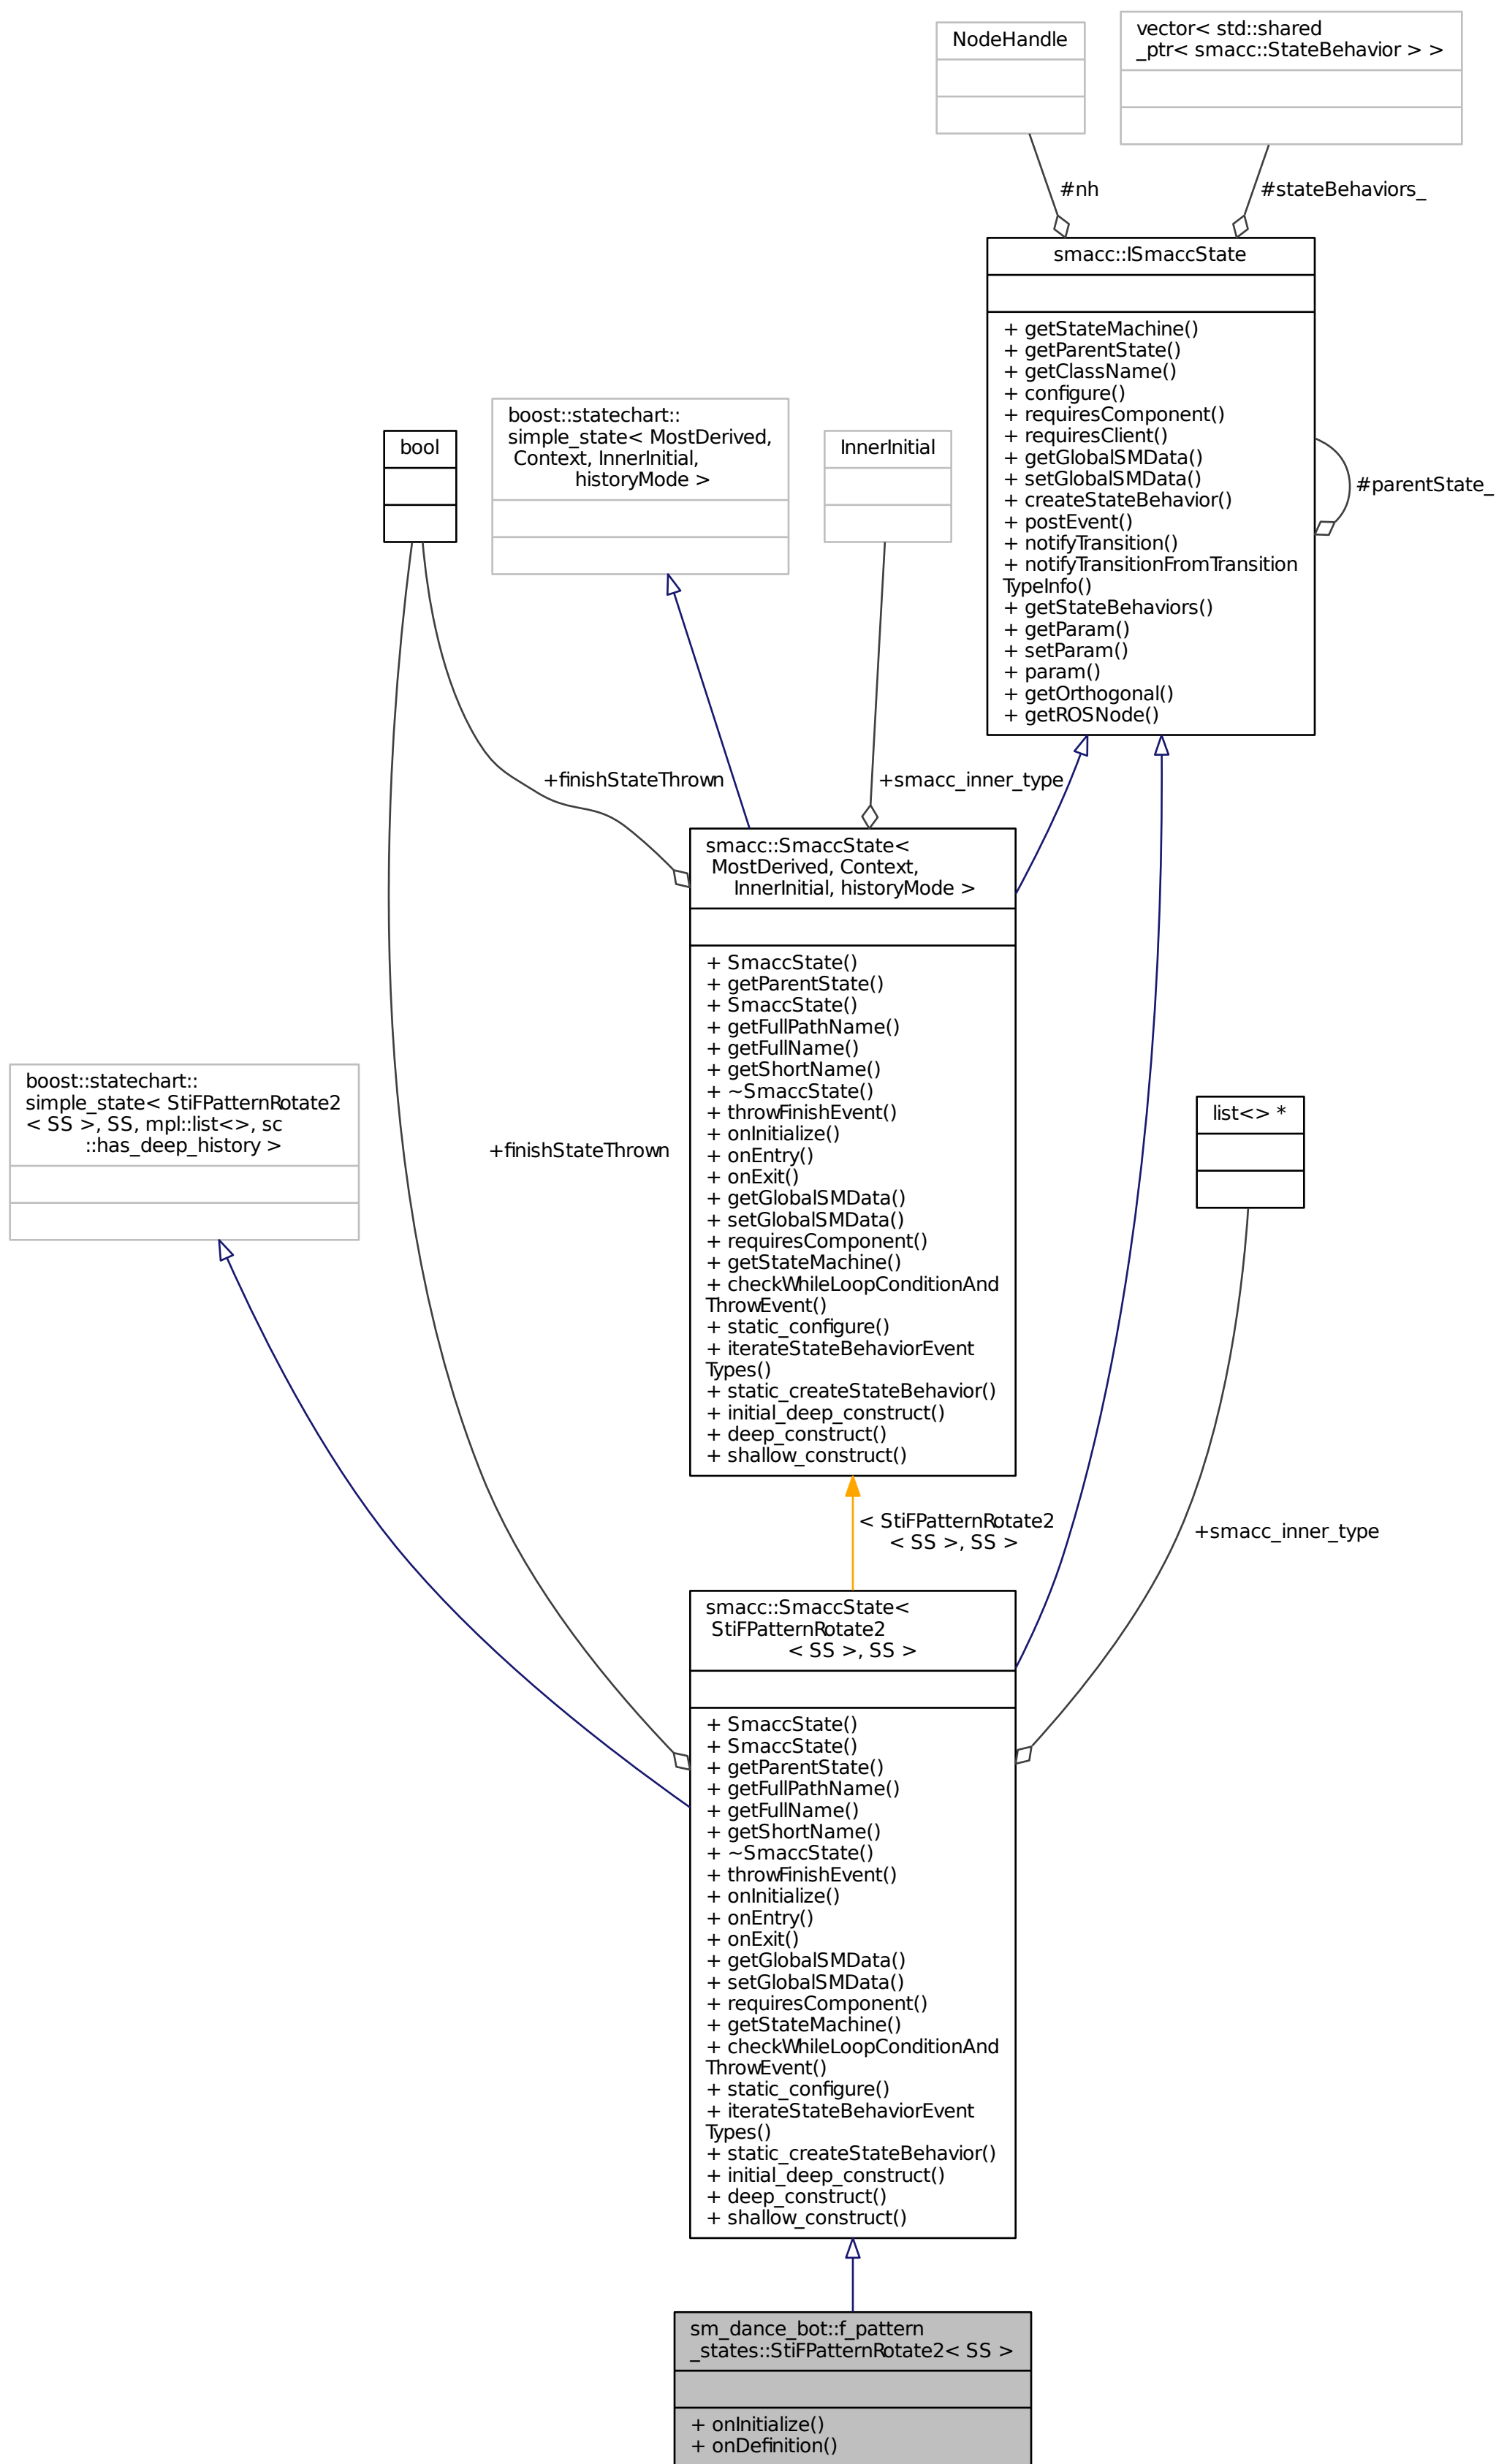 NodeHandle
vector< std::shared
_ptr< smacc::StateBehavior > >
#nh
#stateBehaviors_
smacc::ISmaccState
+ getStateMachine()
+ getParentState()
+ getClassName()
+ configure()
+ requiresComponent()
+ requiresClient()
+ getGlobalSMData()
+ setGlobalSMData()
+ createStateBehavior()
+ postEvent()
+ notifyTransition()
+ notifyTransitionFromTransition
TypeInfo()
+ getStateBehaviors()
+ getParam()
+ setParam()
+ param()
+ getOrthogonal()
+ getROSNode()
#parentState_
bool
boost::statechart::
simple_state< MostDerived,
Context, InnerInitial,
historyMode >
InnerInitial
+finishStateThrown
+smacc_inner_type
smacc::SmaccState<
MostDerived, Context,
InnerInitial, historyMode >
+ SmaccState()
+ getParentState()
+ SmaccState()
+ getFullPathName()
+ getFullName()
+ getShortName()
+ ~SmaccState()
+ throwFinishEvent()
+ onInitialize()
+ onEntry()
+ onExit()
+ getGlobalSMData()
+ setGlobalSMData()
+ requiresComponent()
+ getStateMachine()
+ checkWhileLoopConditionAnd
ThrowEvent()
+ static_configure()
+ iterateStateBehaviorEvent
Types()
+ static_createStateBehavior()
+ initial_deep_construct()
+ deep_construct()
+ shallow_construct()
boost::statechart::
simple_state< StiFPatternRotate2
< SS >, SS, mpl::list<>, sc
::has_deep_history >
+finishStateThrown
list<> *
< StiFPatternRotate2
< SS >, SS >
+smacc_inner_type
smacc::SmaccState<
StiFPatternRotate2
< SS >, SS >
+ SmaccState()
+ SmaccState()
+ getParentState()
+ getFullPathName()
+ getFullName()
+ getShortName()
+ ~SmaccState()
+ throwFinishEvent()
+ onInitialize()
+ onEntry()
+ onExit()
+ getGlobalSMData()
+ setGlobalSMData()
+ requiresComponent()
+ getStateMachine()
+ checkWhileLoopConditionAnd
ThrowEvent()
+ static_configure()
+ iterateStateBehaviorEvent
Types()
+ static_createStateBehavior()
+ initial_deep_construct()
+ deep_construct()
+ shallow_construct()
sm_dance_bot::f_pattern
_states::StiFPatternRotate2< SS >
+ onInitialize()
+ onDefinition()